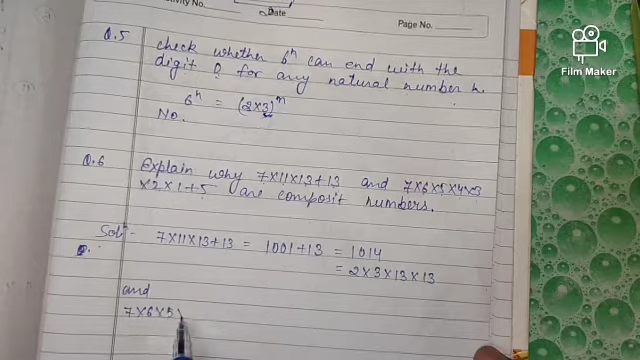 Activity No.
Date
Page No.
Film Maker
Q.5 check whether 6ⁿ can end with the
digit 0 for any natural number n.
6ⁿ = (2×3)ⁿ
No.
Q.6 Explain why 7×11×13+13 and 7×6×5×4×3
×2×1+5 are composit numbers.
Solⁿ- 7×11×13+13 = 1001+13 = 1014
= 2×3×13×13
and
7×6×5